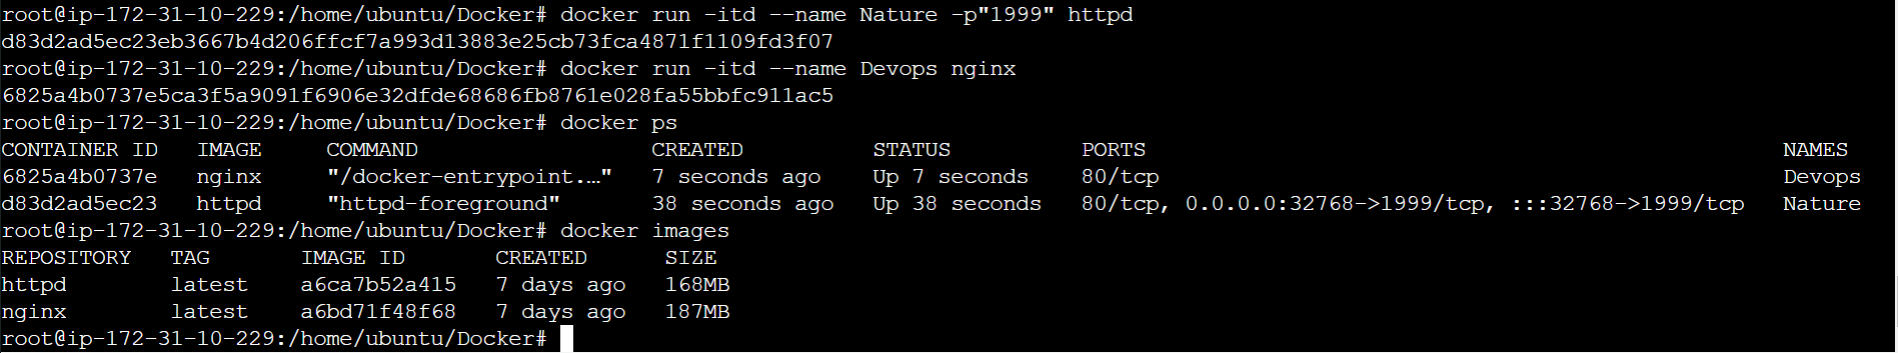 root@ip-172-31-10-229:/home/ubuntu/Docker# docker run -itd --name Nature -p"1999" httpd
d83d2ad5ec23eb3667b4d206ffcf7a993d13883e25cb73fca4871f1109fd3f07
root@ip-172-31-10-229:/home/ubuntu/Docker# docker run -itd --name Devops nginx
6825a4b0737e5ca3f5a9091f6906e32dfde68686fb8761e028fa55bbfc911ac5
root@ip-172-31-10-229:/home/ubuntu/Docker# docker ps
CONTAINER ID   IMAGE     COMMAND                  CREATED          STATUS          PORTS                                                 NAMES
6825a4b0737e   nginx     "/docker-entrypoint.…"   7 seconds ago    Up 7 seconds    80/tcp                                                Devops
d83d2ad5ec23   httpd     "httpd-foreground"       38 seconds ago   Up 38 seconds   80/tcp, 0.0.0.0:32768->1999/tcp, :::32768->1999/tcp   Nature
root@ip-172-31-10-229:/home/ubuntu/Docker# docker images
REPOSITORY   TAG       IMAGE ID       CREATED      SIZE
httpd        latest    a6ca7b52a415   7 days ago   168MB
nginx        latest    a6bd71f48f68   7 days ago   187MB
root@ip-172-31-10-229:/home/ubuntu/Docker#